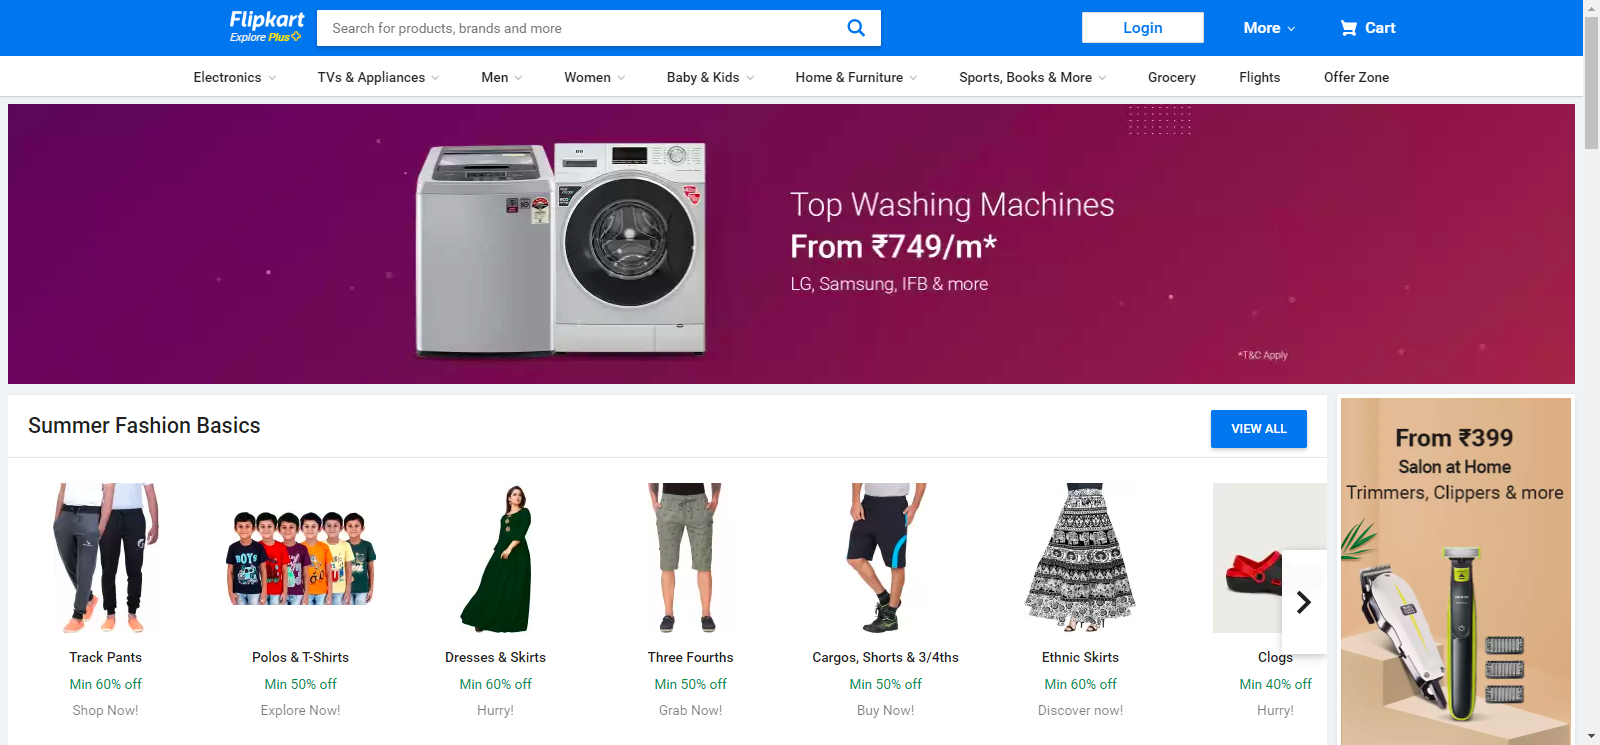 Flipkart
Explore Plus
Search for products, brands and more
Login
More
Cart
Electronics
TVs & Appliances
Men
Women
Baby & Kids
Home & Furniture
Sports, Books & More
Grocery
Flights
Offer Zone
Top Washing Machines
From ₹749/m*
LG, Samsung, IFB & more
*T&C Apply
Summer Fashion Basics
VIEW ALL
Track Pants
Min 60% off
Shop Now!
Polos & T-Shirts
Min 50% off
Explore Now!
Dresses & Skirts
Min 60% off
Hurry!
Three Fourths
Min 50% off
Grab Now!
Cargos, Shorts & 3/4ths
Min 50% off
Buy Now!
Ethnic Skirts
Min 60% off
Discover now!
Clogs
Min 40% off
Hurry!
From ₹399
Salon at Home
Trimmers, Clippers & more